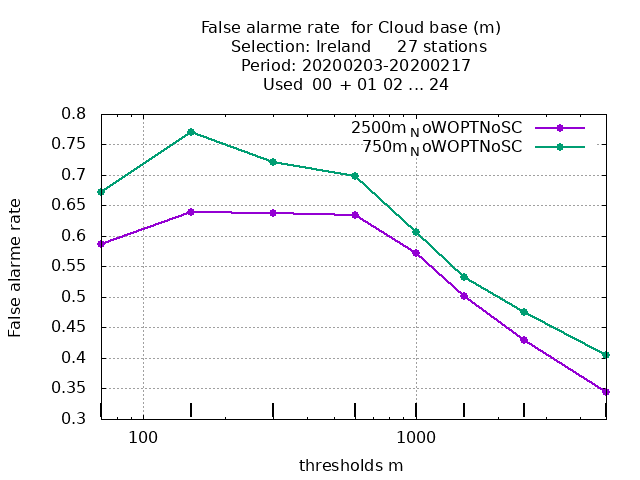 False alarme rate  for Cloud base (m)
Selection: Ireland     27 stations
Period: 20200203-20200217
Used  00 + 01 02 ... 24
2500m_NoWOPTNoSC
750m_NoWOPTNoSC
0.8
0.75
0.7
0.65
0.6
0.55
0.5
0.45
0.4
0.35
0.3
False alarme rate
100
1000
thresholds m